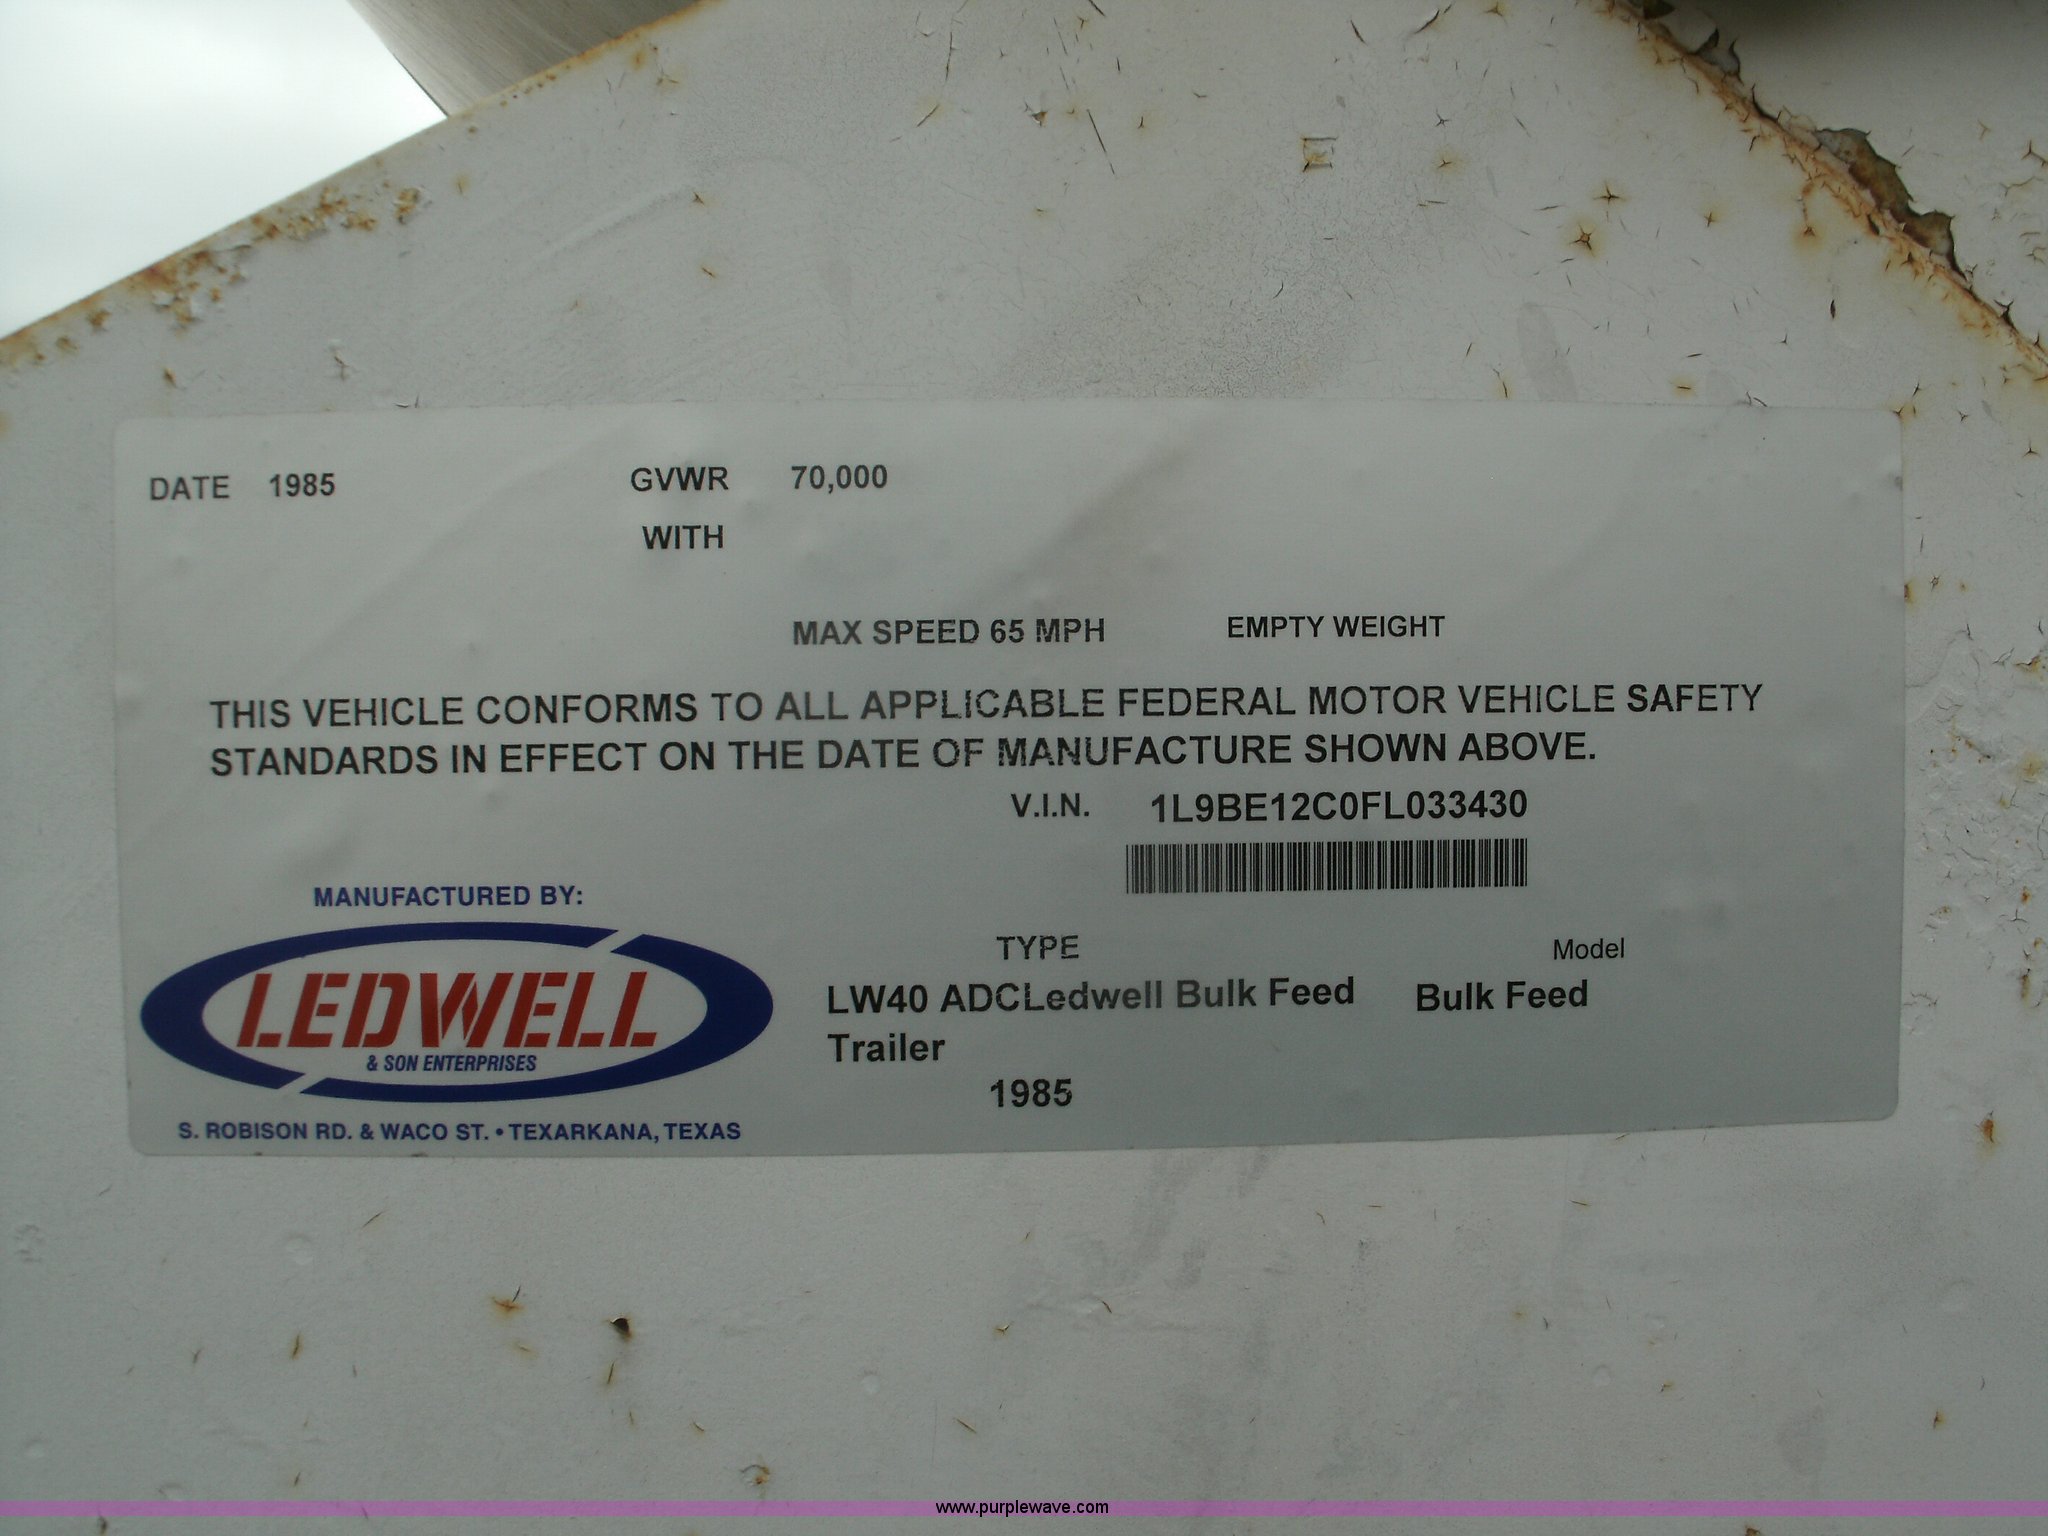 DATE 1985 GVWR 70,000
WITH
MAX SPEED 65 MPH EMPTY WEIGHT
THIS VEHICLE CONFORMS TO ALL APPLICABLE FEDERAL MOTOR VEHICLE SAFETY
STANDARDS IN EFFECT ON THE DATE OF MANUFACTURE SHOWN ABOVE.
V.I.N. 1L9BE12C0FL033430
MANUFACTURED BY:
LEDWELL
& SON ENTERPRISES
S. ROBISON RD. & WACO ST. • TEXARKANA, TEXAS
TYPE Model
LW40 ADCLedwell Bulk Feed Bulk Feed
Trailer
1985
www.purplewave.com